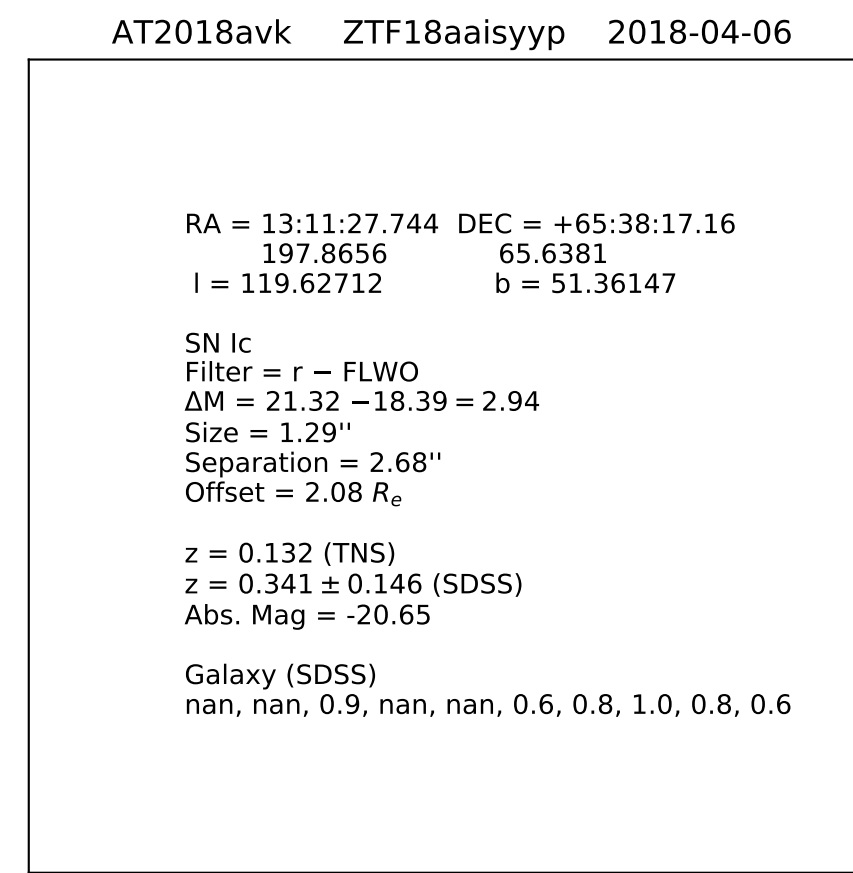 AT2018avk ZTF18aaisyyp 2018-04-06
RA = 13:11:27.744 DEC = +65:38:17.16
197.8656 65.6381
l = 119.62712 b = 51.36147
SN Ic
Filter = r − FLWO
ΔM = 21.32 −18.39 = 2.94
Size = 1.29''
Separation = 2.68''
Offset = 2.08 Rₑ
z = 0.132 (TNS)
z = 0.341 ± 0.146 (SDSS)
Abs. Mag = -20.65
Galaxy (SDSS)
nan, nan, 0.9, nan, nan, 0.6, 0.8, 1.0, 0.8, 0.6